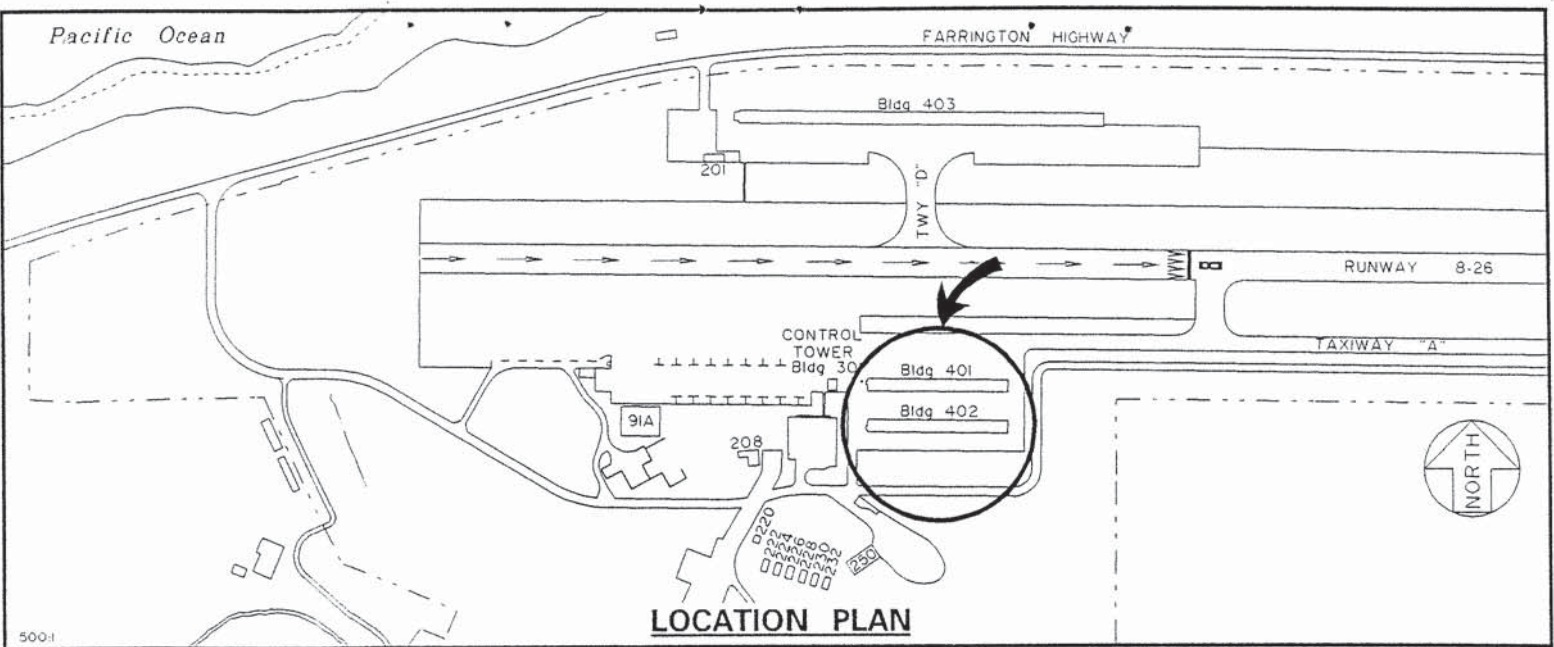 Pacific Ocean
FARRINGTON HIGHWAY
Bldg 403
201
TWY "D"
RUNWAY 8-26
CONTROL
TOWER
Bldg 30
TAXIWAY "A"
Bldg 401
Bldg 402
91A
208
NORTH
220
222
224
226
228
230
232
250
LOCATION PLAN
500:1